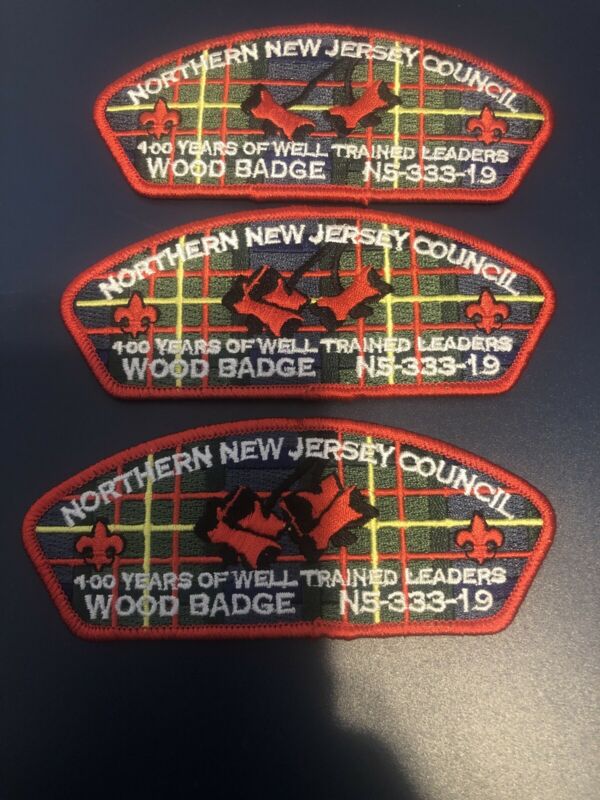 NORTHERN NEW JERSEY COUNCIL
100 YEARS OF WELL TRAINED LEADERS
WOOD BADGE N5-333-19
NORTHERN NEW JERSEY COUNCIL
100 YEARS OF WELL TRAINED LEADERS
WOOD BADGE N5-333-19
NORTHERN NEW JERSEY COUNCIL
100 YEARS OF WELL TRAINED LEADERS
WOOD BADGE N5-333-19